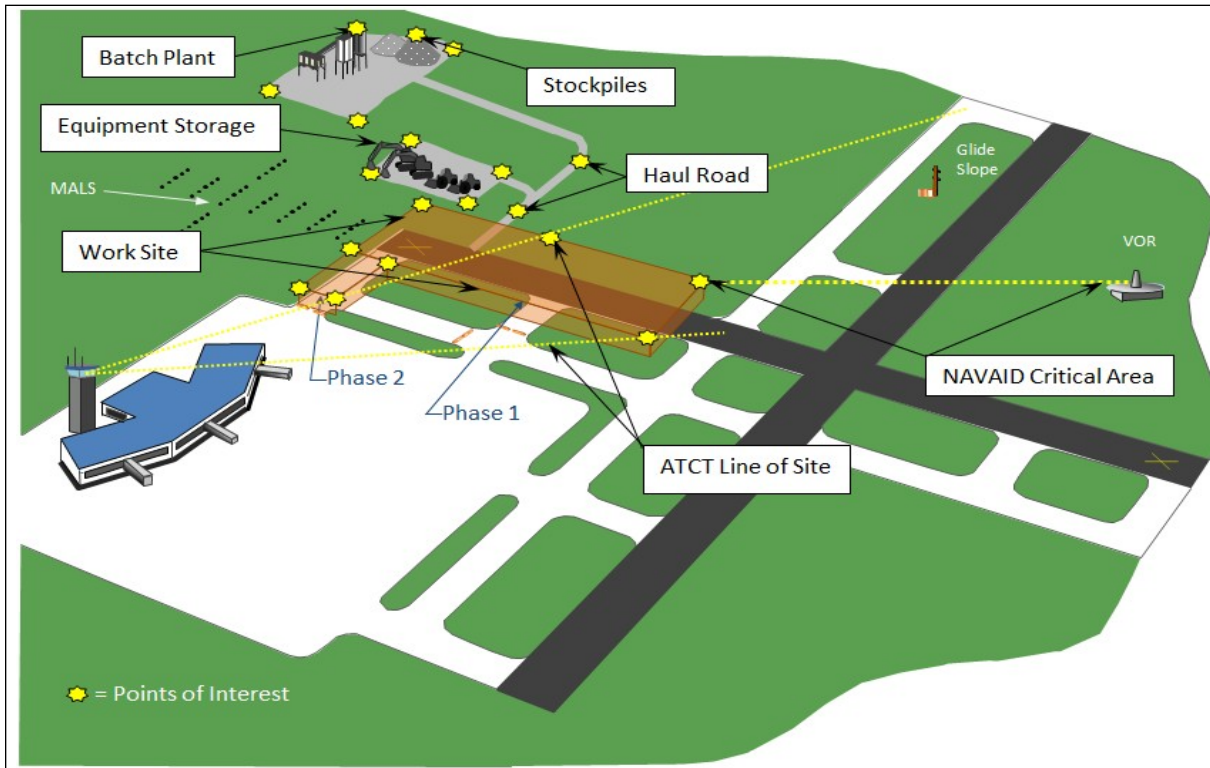 Batch Plant
Stockpiles
Equipment Storage
Glide
Slope
MALS
Haul Road
Work Site
VOR
Phase 2
NAVAID Critical Area
Phase 1
ATCT Line of Site
= Points of Interest